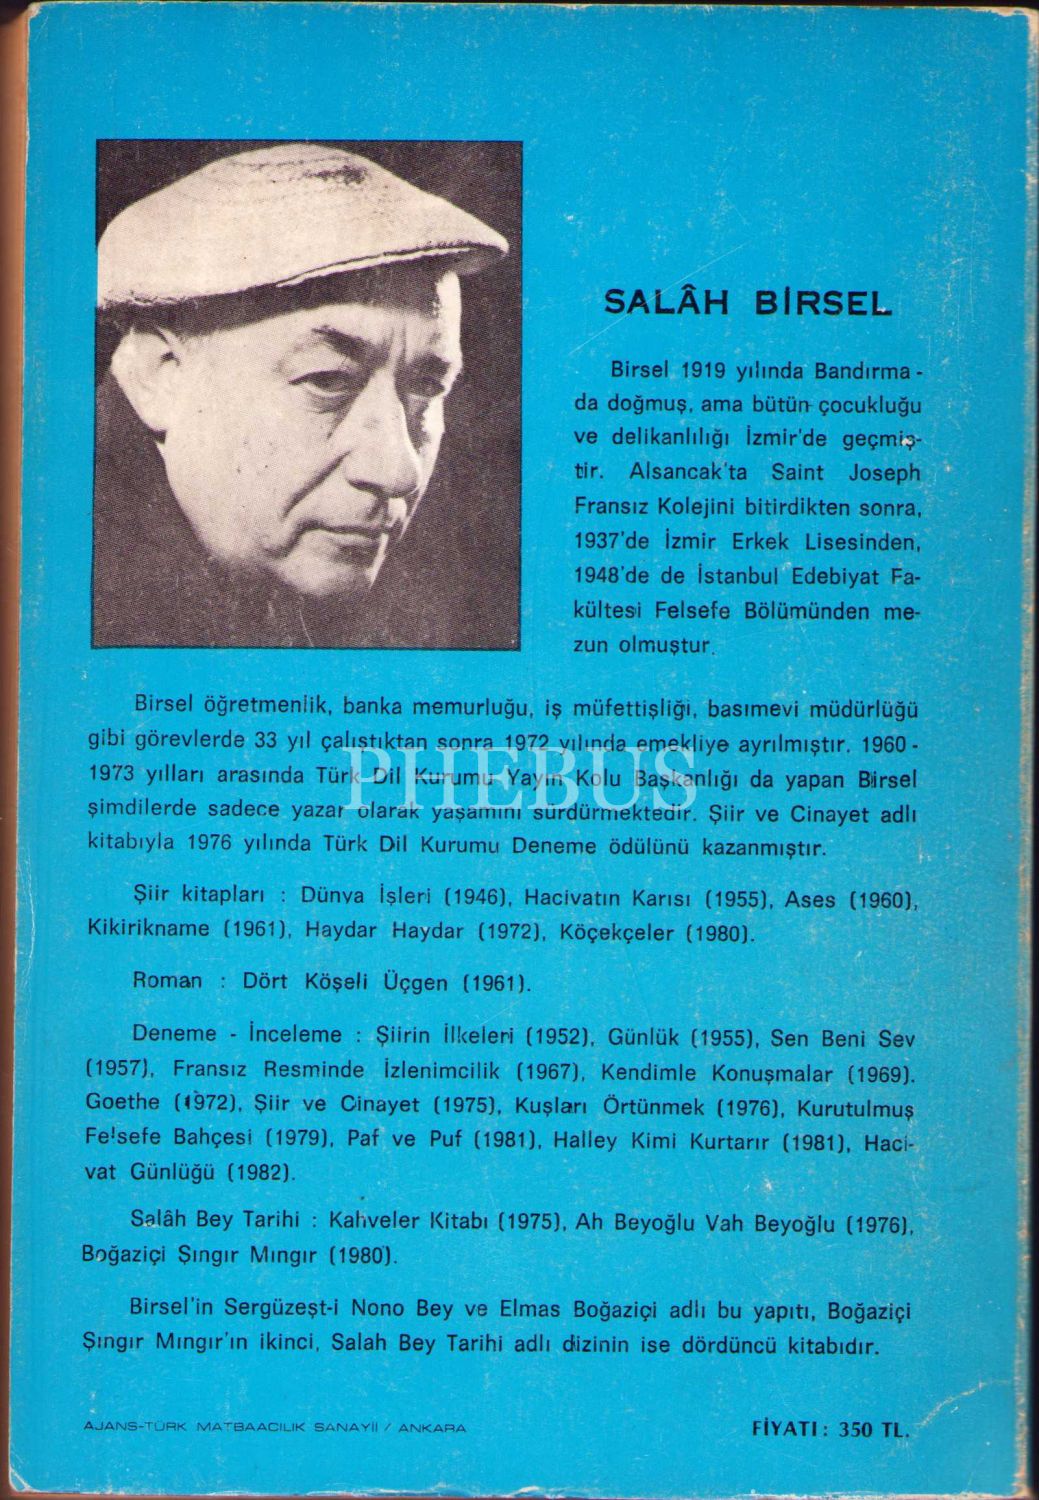 SALÂH BİRSEL
Birsel 1919 yılında Bandırma-
da doğmuş, ama bütün çocukluğu
ve delikanlılığı İzmir'de geçmiş-
tir. Alsancak'ta Saint Joseph
Fransız Kolejini bitirdikten sonra,
1937'de İzmir Erkek Lisesinden,
1948'de de İstanbul Edebiyat Fa-
kültesi Felsefe Bölümünden me-
zun olmuştur.
Birsel öğretmenlik, banka memurluğu, iş müfettişliği, basımevi müdürlüğü
gibi görevlerde 33 yıl çalıştıktan sonra 1972 yılında emekliye ayrılmıştır. 1960-
1973 yılları arasında Türk Dil Kurumu Yayın Kolu Başkanlığı da yapan Birsel
şimdilerde sadece yazar olarak yaşamını sürdürmektedir. Şiir ve Cinayet adlı
kitabıyla 1976 yılında Türk Dil Kurumu Deneme ödülünü kazanmıştır.
PHEBUS
Şiir kitapları : Dünya İşleri (1946), Hacivatın Karısı (1955), Ases (1960),
Kikirikname (1961), Haydar Haydar (1972), Köçekçeler (1980).
Roman : Dört Köşeli Üçgen (1961).
Deneme - İnceleme : Şiirin İlkeleri (1952), Günlük (1955), Sen Beni Sev
(1957), Fransız Resminde İzlenimcilik (1967), Kendimle Konuşmalar (1969).
Goethe (1972), Şiir ve Cinayet (1975), Kuşları Örtünmek (1976), Kurutulmuş
Felsefe Bahçesi (1979), Paf ve Puf (1981), Halley Kimi Kurtarır (1981), Haci-
vat Günlüğü (1982).
Salâh Bey Tarihi : Kahveler Kitabı (1975), Ah Beyoğlu Vah Beyoğlu (1976),
Boğaziçi Şıngır Mıngır (1980).
Birsel'in Sergüzeşt-i Nono Bey ve Elmas Boğaziçi adlı bu yapıtı, Boğaziçi
Şıngır Mıngır'ın ikinci, Salah Bey Tarihi adlı dizinin ise dördüncü kitabıdır.
AJANS-TÜRK MATBAACILIK SANAYİİ / ANKARA
FİYATI : 350 TL.